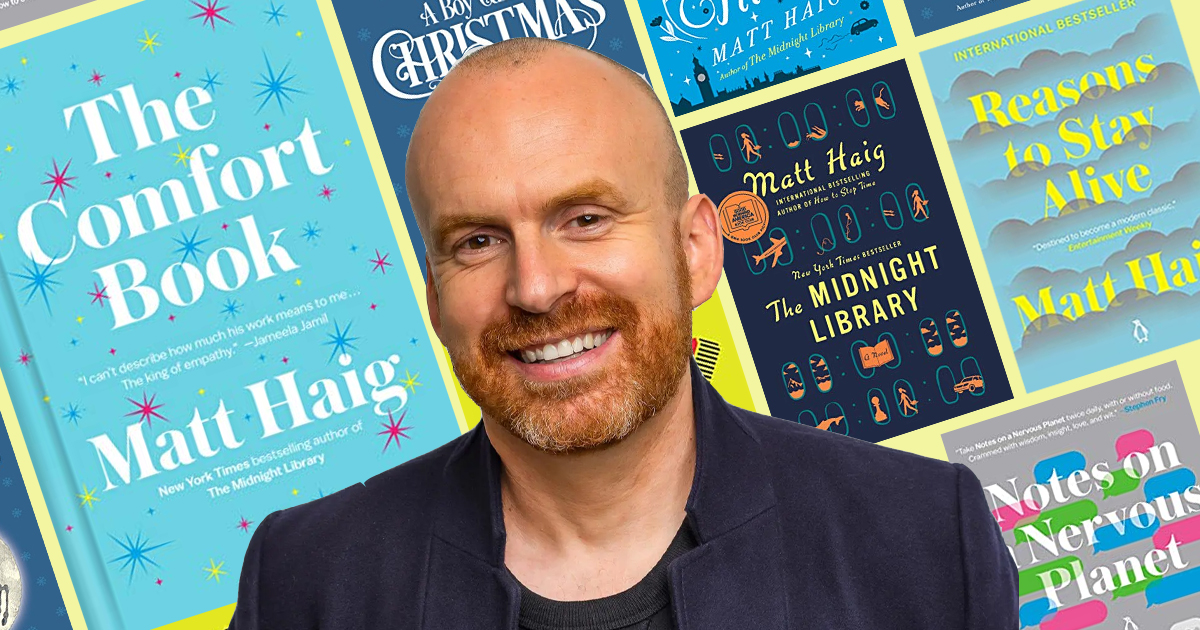 The
Comfort
Book
"I can't describe how much his work means to me...
The king of empathy." —Jameela Jamil
Matt Haig
New York Times bestselling author of
The Midnight Library
A Boy
CHRISTMAS
MATT HAIG
Author of The Midnight Library
Matt Haig
INTERNATIONAL BESTSELLING
AUTHOR OF How to Stop Time
GOOD
MORNING
AMERICA
New York Times BESTSELLER
The MIDNIGHT
LIBRARY
A Novel
INTERNATIONAL BESTSELLER
Reasons
to Stay
Alive
"Destined to become a modern classic."
Entertainment Weekly
Matt Hai
"Take Notes on a Nervous Planet twice daily, with or without food.
Crammed with wisdom, insight, love, and wit." —Stephen Fry
Notes on
Nervous
Planet